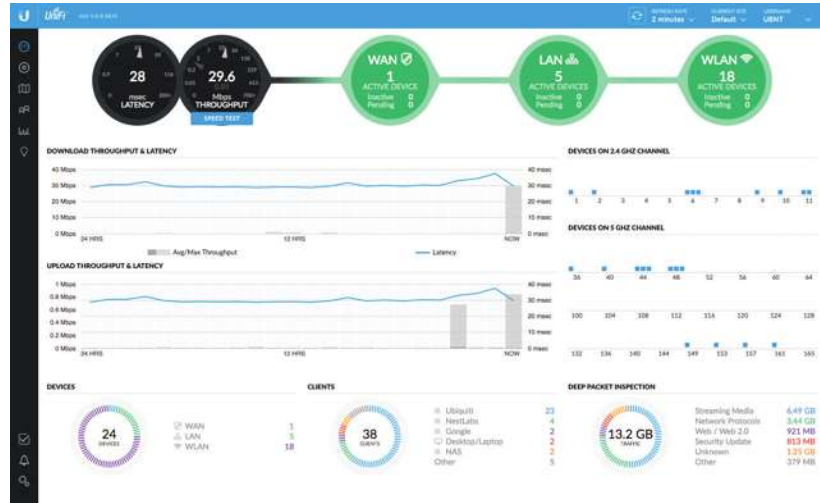 U UniFi
REFRESH RATE CURRENT SITE USERNAME
2 minutes Default UBNT
28
msec
LATENCY
29.6
Mbps
THROUGHPUT
SPEED TEST
WAN
1
ACTIVE DEVICE
Inactive 0
Pending 0
LAN
5
ACTIVE DEVICES
Inactive 0
Pending 0
WLAN
18
ACTIVE DEVICES
Inactive 0
Pending 0
DOWNLOAD THROUGHPUT & LATENCY
40 Mbps 40 msec
30 Mbps 30 msec
20 Mbps 20 msec
10 Mbps 10 msec
0 Mbps 0 msec
24 HRS 12 HRS NOW
Avg/Max Throughput Latency
UPLOAD THROUGHPUT & LATENCY
1 Mbps 40 msec
0.8 Mbps 30 msec
0.6 Mbps 20 msec
0.4 Mbps
0.2 Mbps 10 msec
0 Mbps 0 msec
24 HRS 12 HRS NOW
DEVICES ON 2.4 GHZ CHANNEL
1 2 3 4 5 6 7 8 9 10 11
DEVICES ON 5 GHZ CHANNEL
36 40 44 48 52 56 60 64
100 104 108 112 116 120 124 128
132 136 140 144 149 153 157 161 165
DEVICES
24
DEVICES
WAN 1
LAN 5
WLAN 18
CLIENTS
38
CLIENTS
Ubiquiti 23
NestLabs 4
Google 2
Desktop/Laptop 2
NAS 2
Other 5
DEEP PACKET INSPECTION
13.2 GB
TRAFFIC
Streaming Media 6.49 GB
Network Protocols 3.44 GB
Web / Web 2.0 921 MB
Security Update 813 MB
Unknown 1.25 GB
Other 379 MB